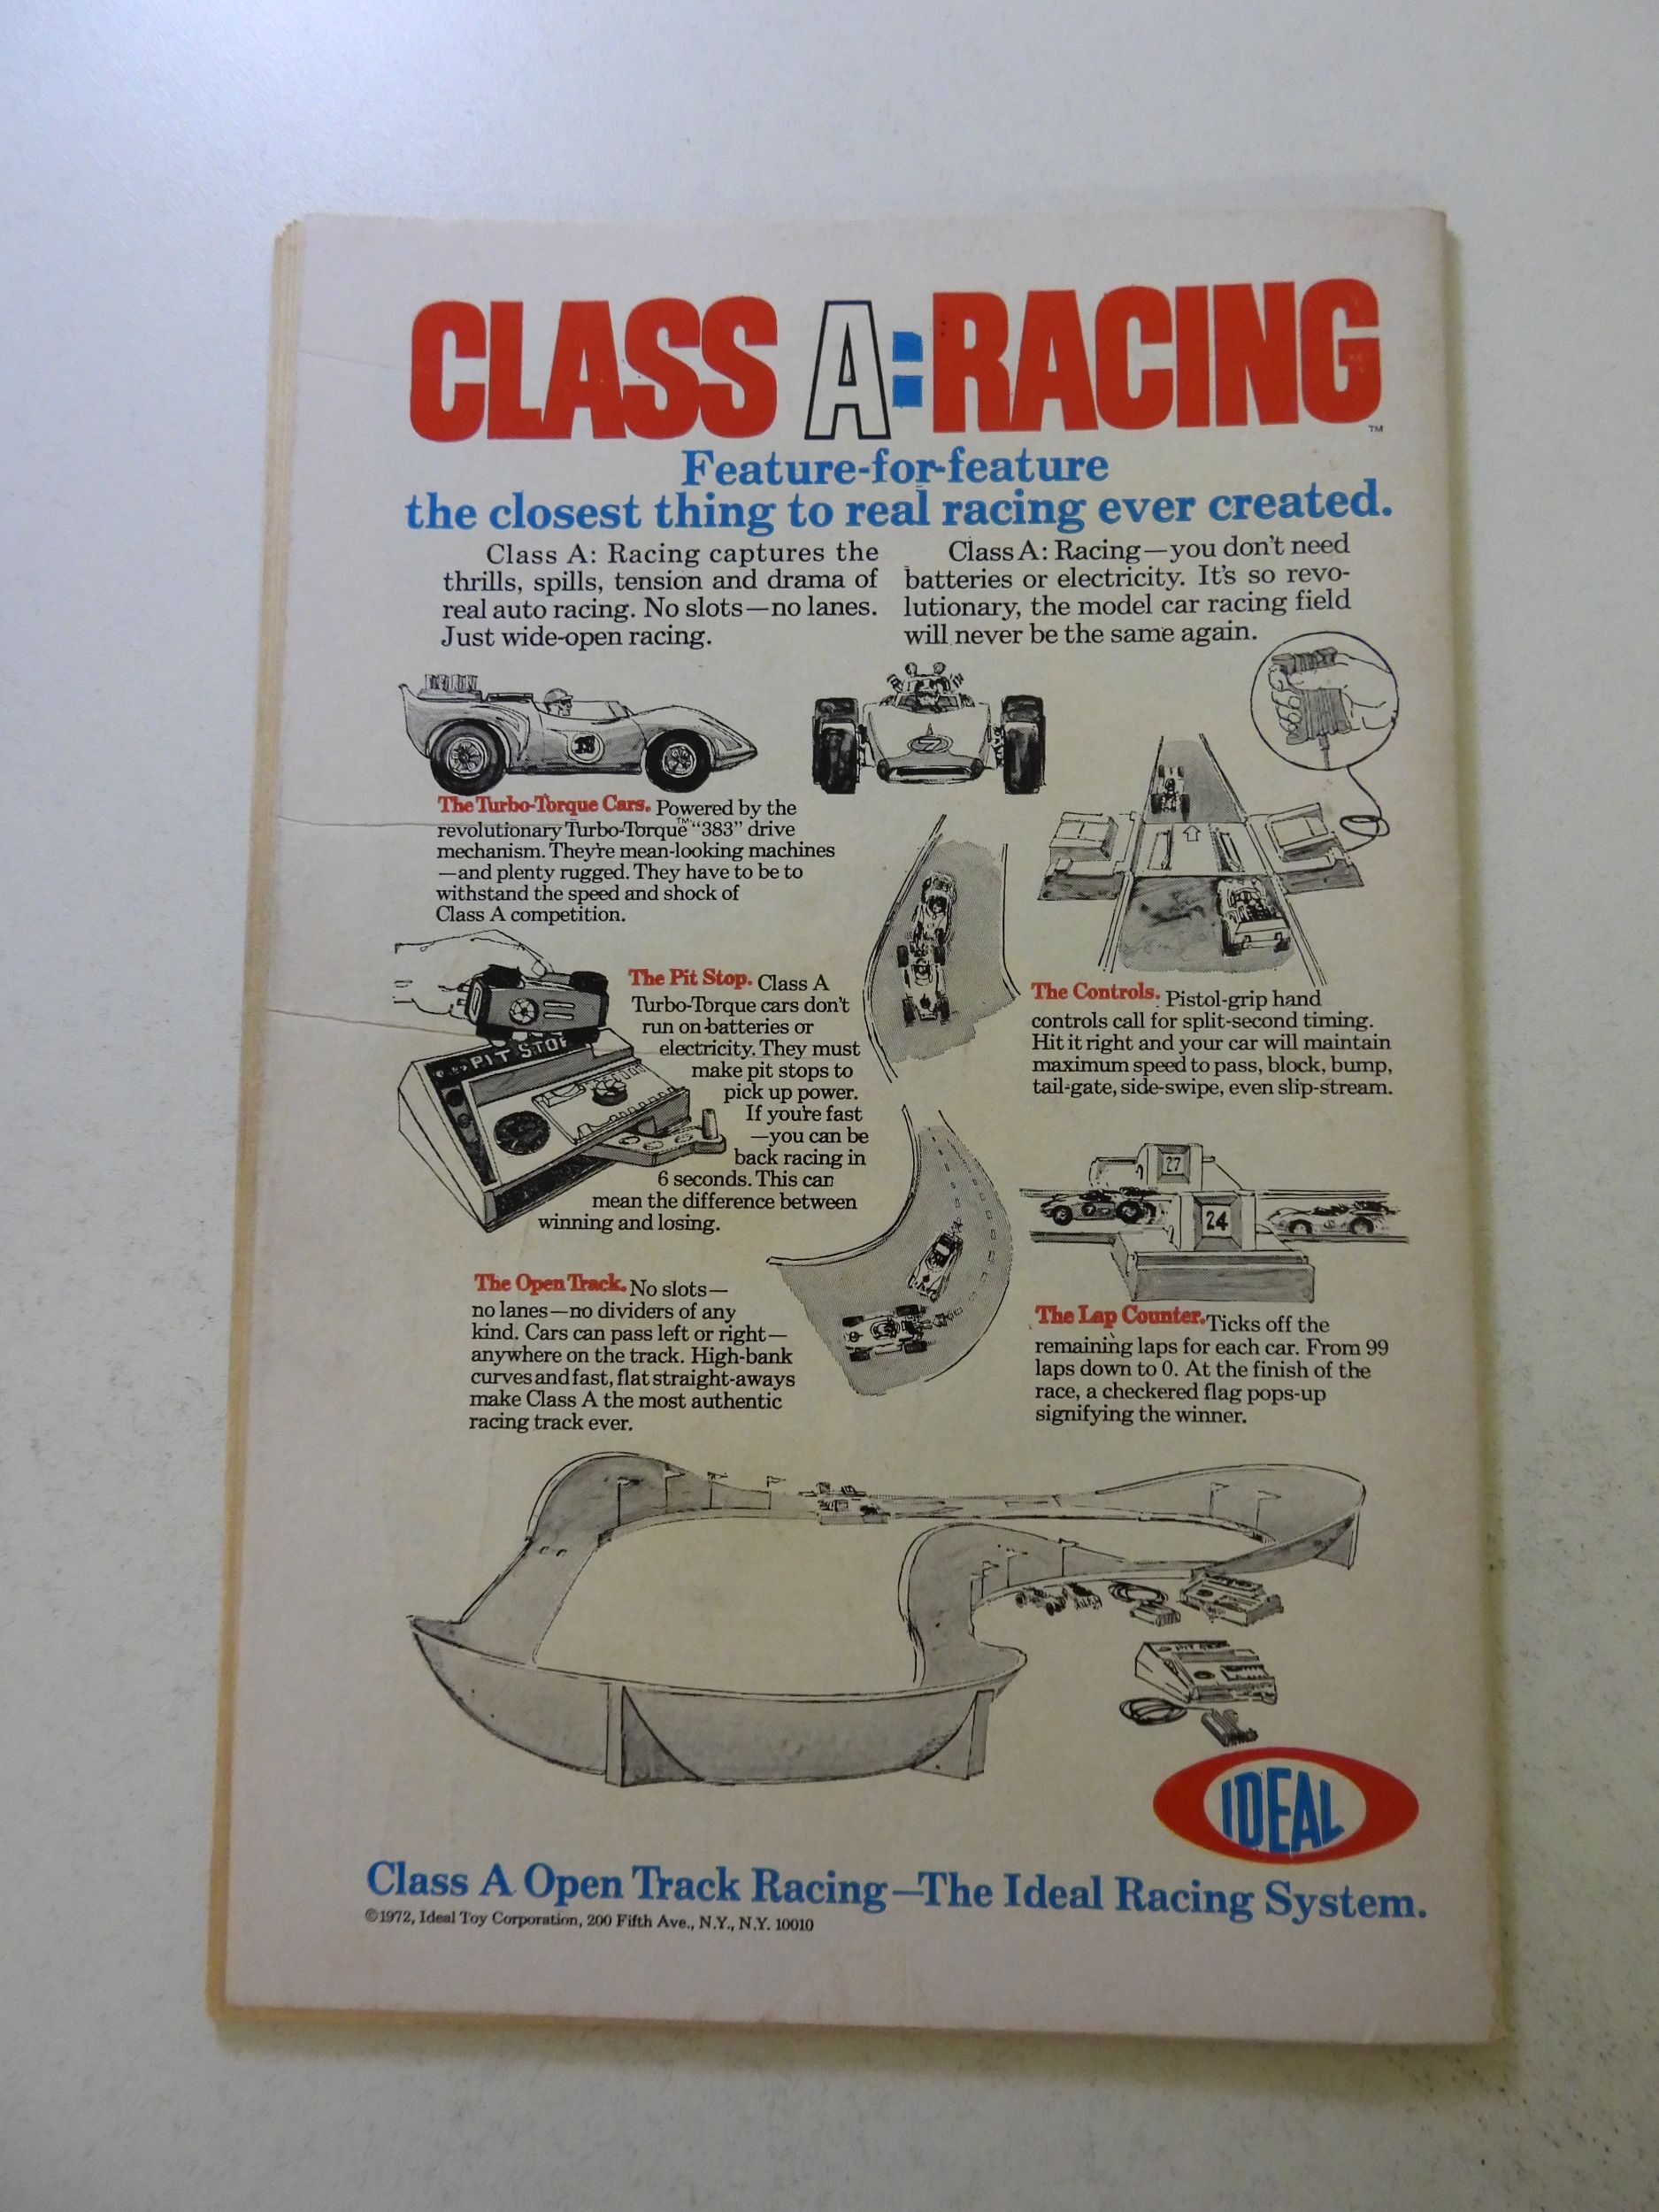 CLASS A:RACING
TM
Feature-for-feature
the closest thing to real racing ever created.
Class A: Racing captures the
thrills, spills, tension and drama of
real auto racing. No slots—no lanes.
Just wide-open racing.
Class A: Racing—you don't need
batteries or electricity. It's so revo-
lutionary, the model car racing field
will never be the same again.
7
The Turbo-Torque Cars. Powered by the
revolutionary Turbo-Torque™ "383" drive
mechanism. They're mean-looking machines
—and plenty rugged. They have to be to
withstand the speed and shock of
Class A competition.
PIT STOP
The Pit Stop. Class A
Turbo-Torque cars don't
run on batteries or
electricity. They must
make pit stops to
pick up power.
If you're fast
—you can be
back racing in
6 seconds. This can
mean the difference between
winning and losing.
The Controls. Pistol-grip hand
controls call for split-second timing.
Hit it right and your car will maintain
maximum speed to pass, block, bump,
tail-gate, side-swipe, even slip-stream.
27
24
The Open Track. No slots—
no lanes—no dividers of any
kind. Cars can pass left or right—
anywhere on the track. High-bank
curves and fast, flat straight-aways
make Class A the most authentic
racing track ever.
The Lap Counter. Ticks off the
remaining laps for each car. From 99
laps down to 0. At the finish of the
race, a checkered flag pops-up
signifying the winner.
IDEAL
Class A Open Track Racing—The Ideal Racing System.
©1972, Ideal Toy Corporation, 200 Fifth Ave., N.Y., N.Y. 10010